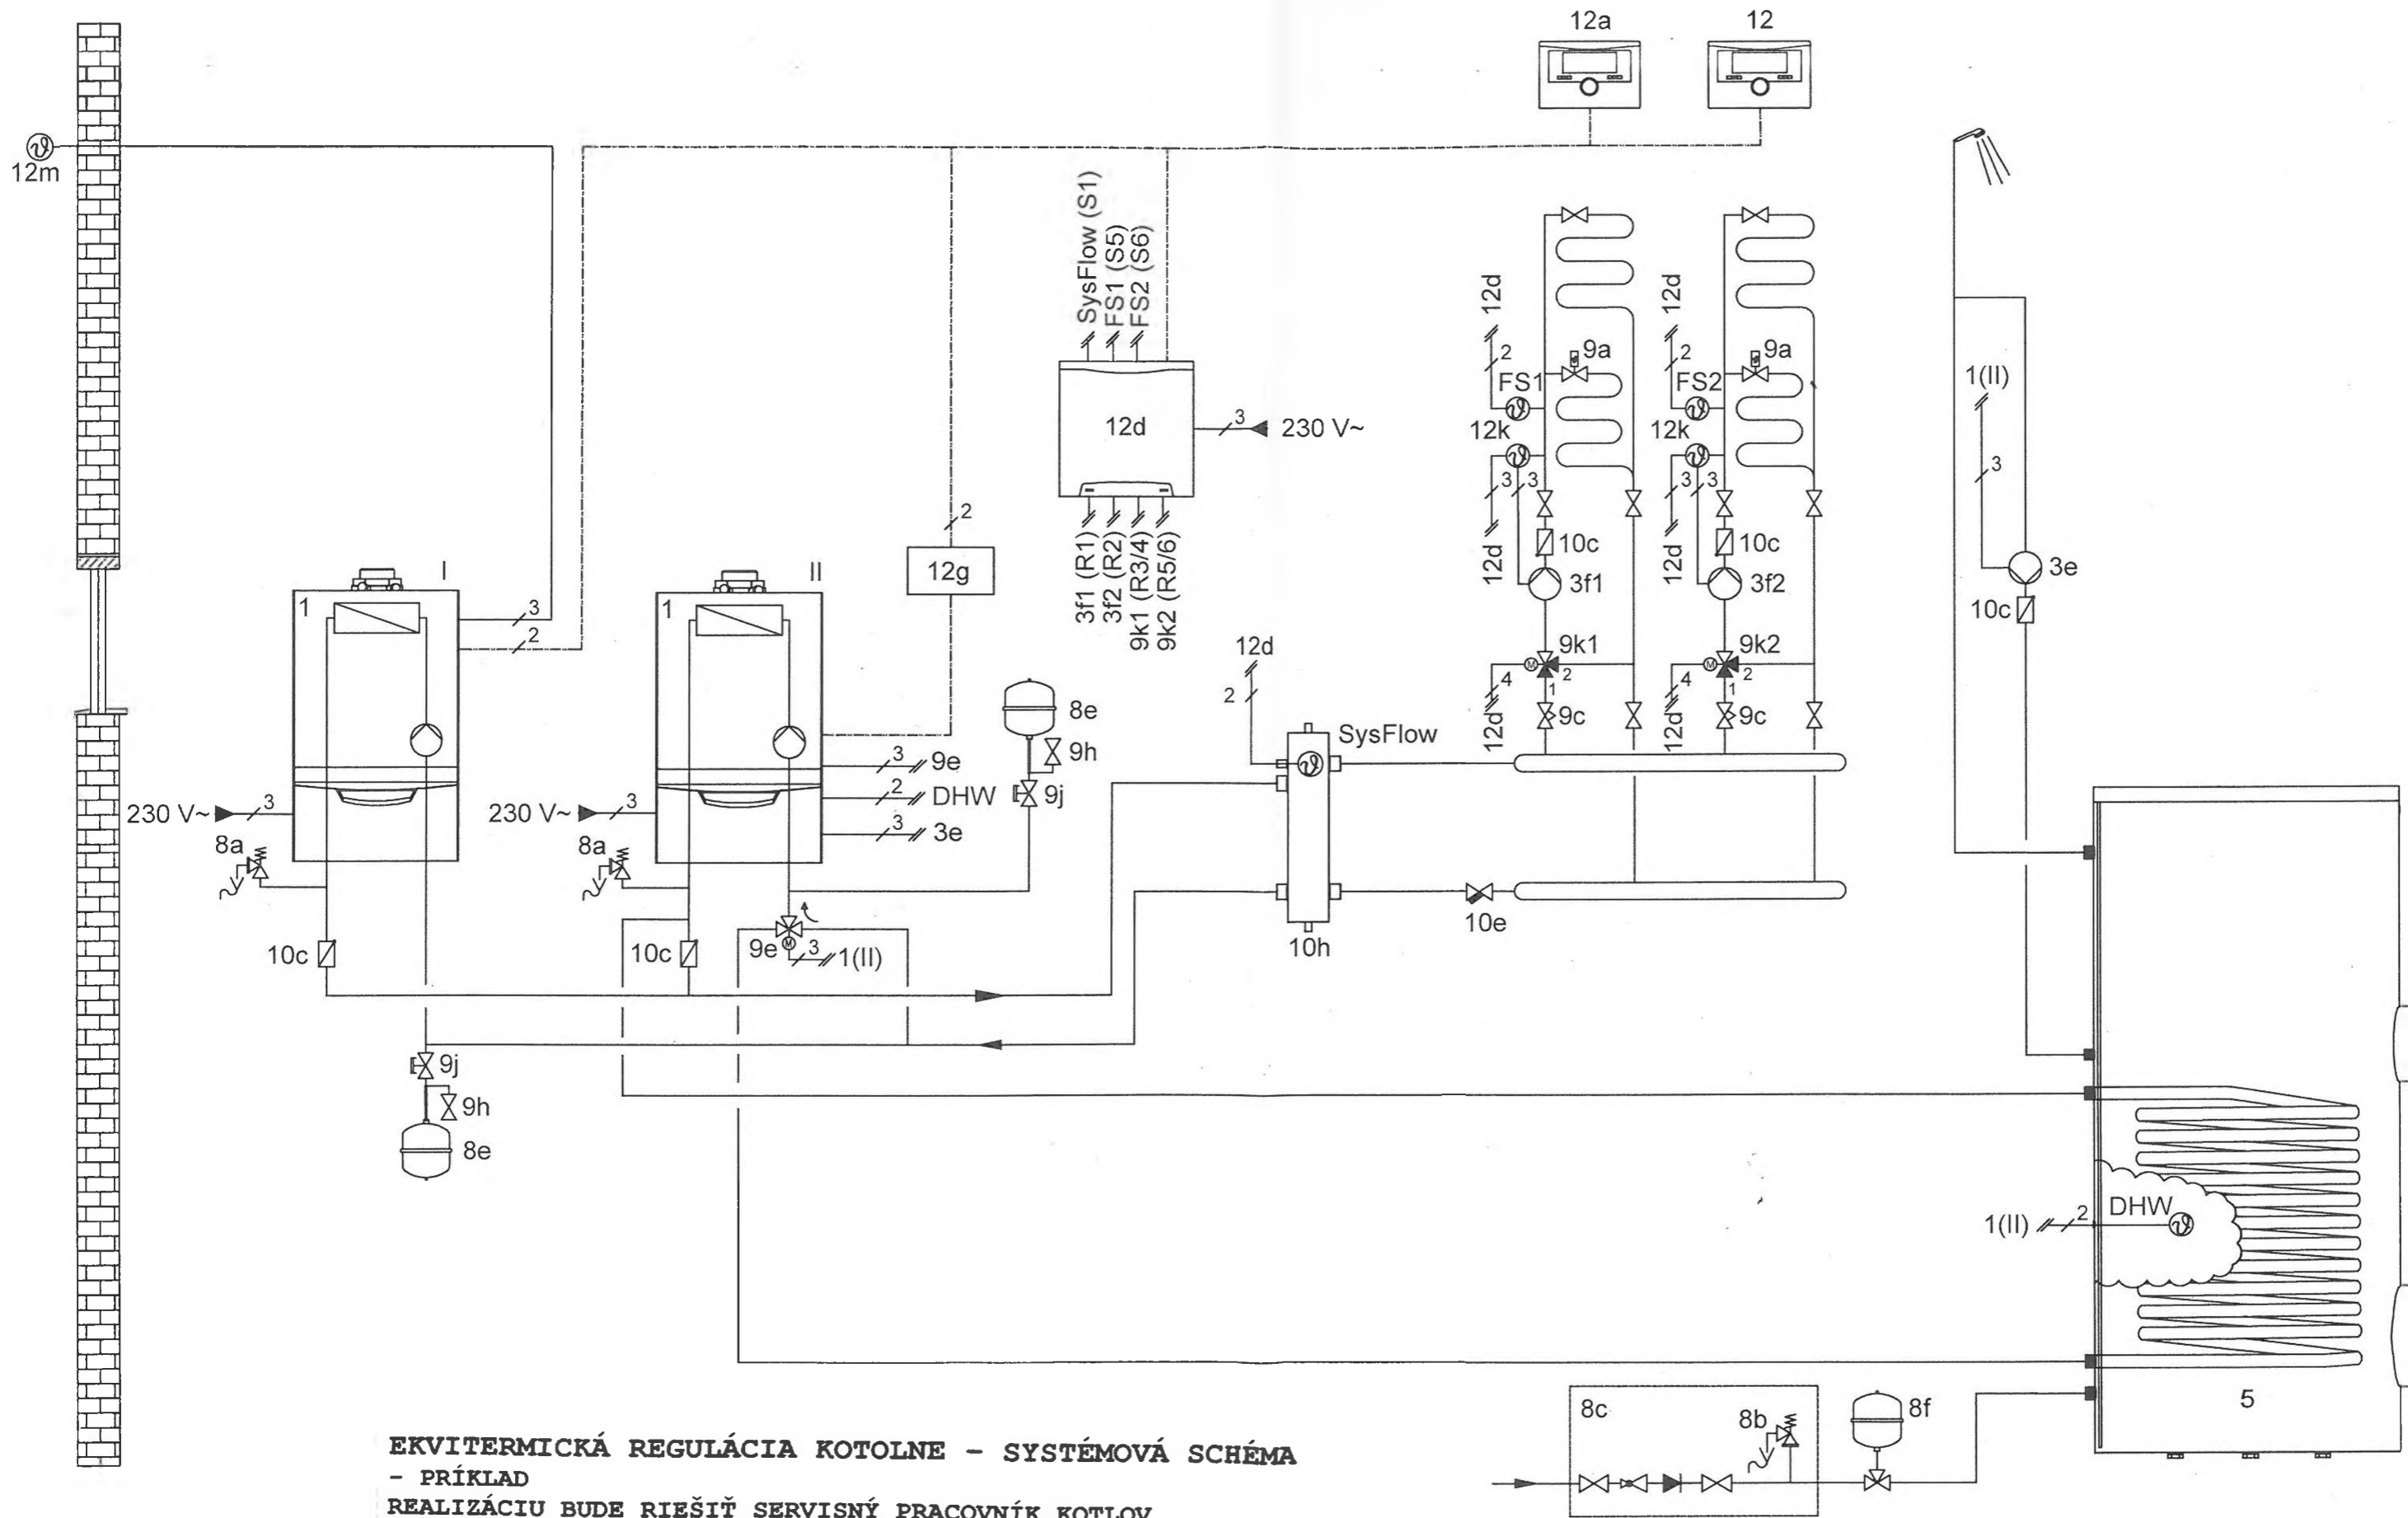 12a
12
12m
SysFlow (S1)
FS1 (S5)
FS2 (S6)
12d
3
230 V~
3f1 (R1)
3f2 (R2)
9k1 (R3/4)
9k2 (R5/6)
12d
2
FS1
9a
12k
3
3
12d
10c
3f1
9k1
M
4
1
2
12d
9c
12d
2
FS2
9a
12k
3
3
12d
10c
3f2
9k2
M
4
1
2
12d
9c
1(II)
3
3e
10c
I
1
3
2
230 V~
3
8a
10c
9j
9h
8e
II
1
2
12g
3
9e
2
DHW
3
3e
230 V~
3
8a
10c
9e
M
3
1(II)
8e
9h
9j
12d
2
SysFlow
10h
10e
1(II)
2
DHW
5
8c
8b
8f
EKVITERMICKÁ REGULÁCIA KOTOLNE - SYSTÉMOVÁ SCHÉMA
- PRÍKLAD
REALIZÁCIU BUDE RIEŠIŤ SERVISNÝ PRACOVNÍK KOTLOV